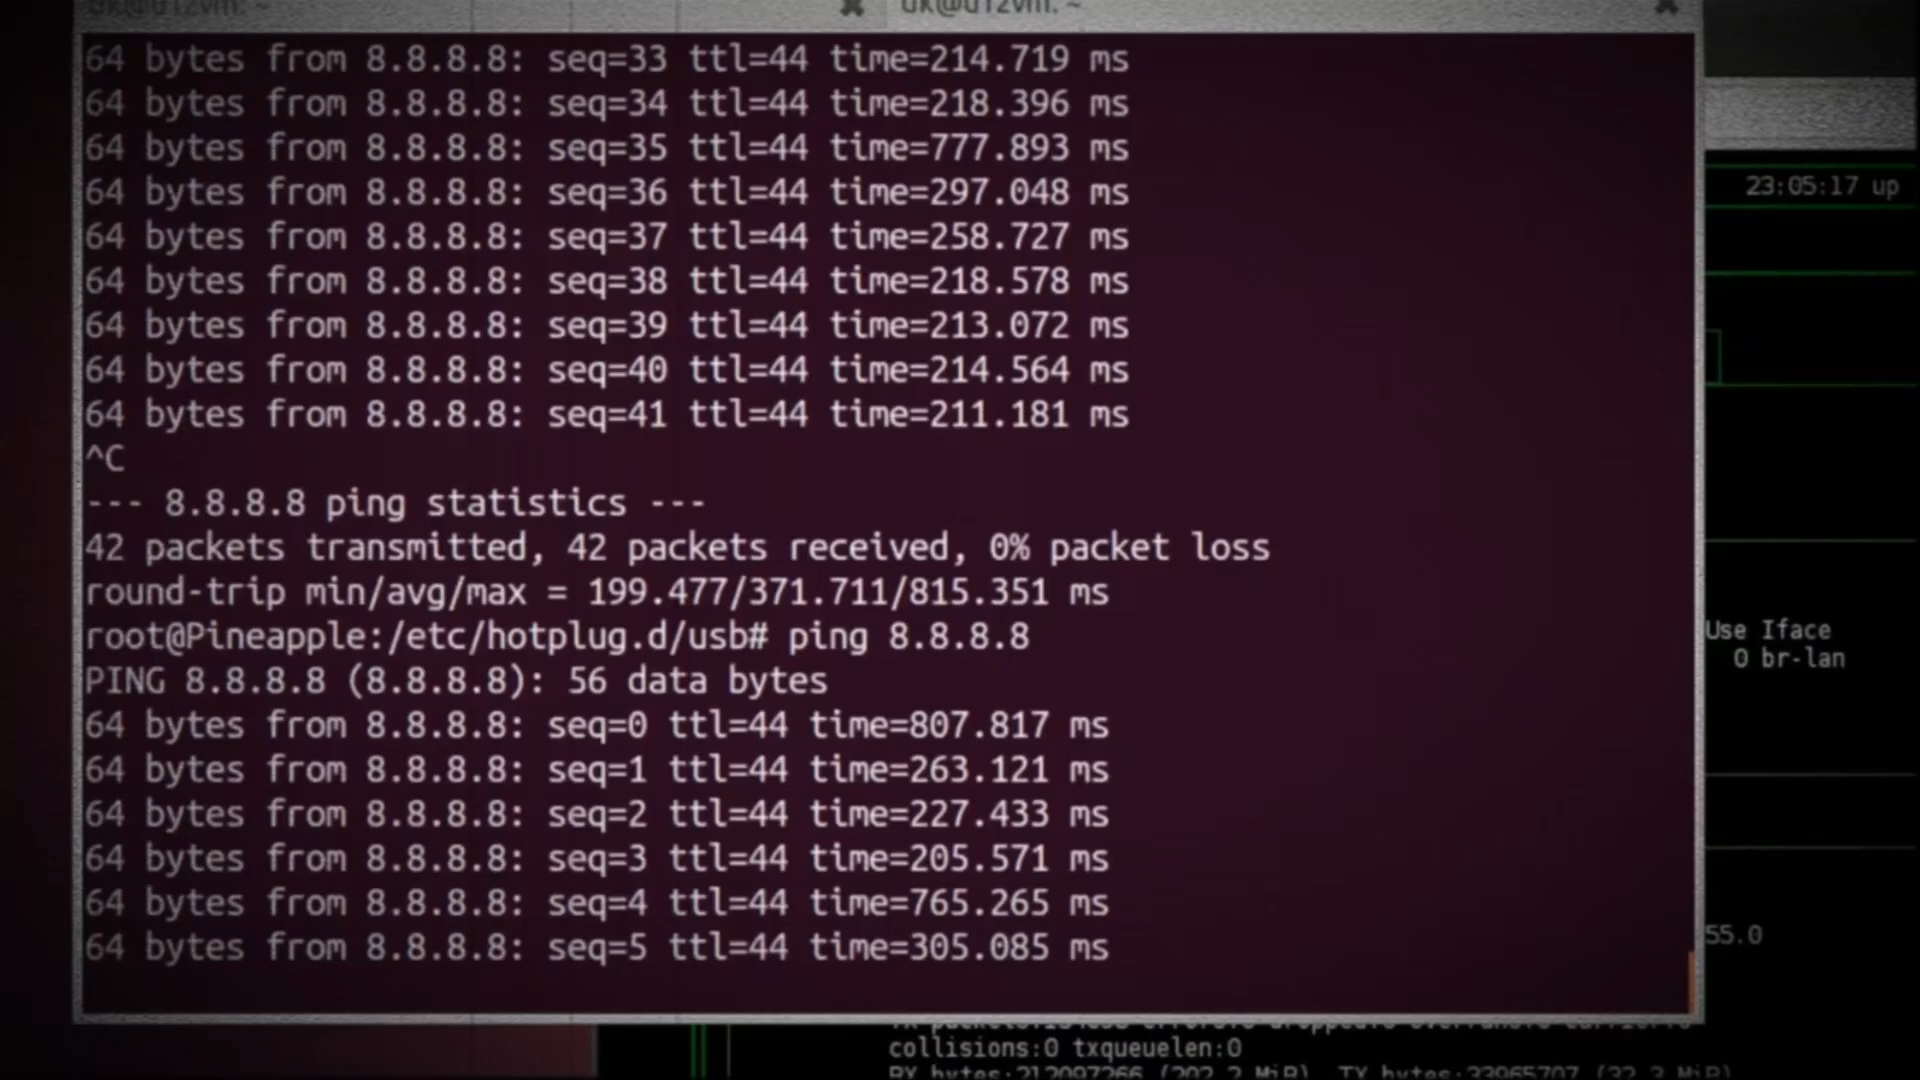 64 bytes from 8.8.8.8: seq=33 ttl=44 time=214.719 ms
64 bytes from 8.8.8.8: seq=34 ttl=44 time=218.396 ms
64 bytes from 8.8.8.8: seq=35 ttl=44 time=777.893 ms
64 bytes from 8.8.8.8: seq=36 ttl=44 time=297.048 ms
64 bytes from 8.8.8.8: seq=37 ttl=44 time=258.727 ms
64 bytes from 8.8.8.8: seq=38 ttl=44 time=218.578 ms
64 bytes from 8.8.8.8: seq=39 ttl=44 time=213.072 ms
64 bytes from 8.8.8.8: seq=40 ttl=44 time=214.564 ms
64 bytes from 8.8.8.8: seq=41 ttl=44 time=211.181 ms
^C
--- 8.8.8.8 ping statistics ---
42 packets transmitted, 42 packets received, 0% packet loss
round-trip min/avg/max = 199.477/371.711/815.351 ms
root@Pineapple:/etc/hotplug.d/usb# ping 8.8.8.8
PING 8.8.8.8 (8.8.8.8): 56 data bytes
64 bytes from 8.8.8.8: seq=0 ttl=44 time=807.817 ms
64 bytes from 8.8.8.8: seq=1 ttl=44 time=263.121 ms
64 bytes from 8.8.8.8: seq=2 ttl=44 time=227.433 ms
64 bytes from 8.8.8.8: seq=3 ttl=44 time=205.571 ms
64 bytes from 8.8.8.8: seq=4 ttl=44 time=765.265 ms
64 bytes from 8.8.8.8: seq=5 ttl=44 time=305.085 ms
23:05:17 up
Use Iface
0 br-lan
55.0
collisions:0 txqueuelen:0
RX bytes:212097266 (202.2 MiB) TX bytes:33965707 (32.3 MiB)